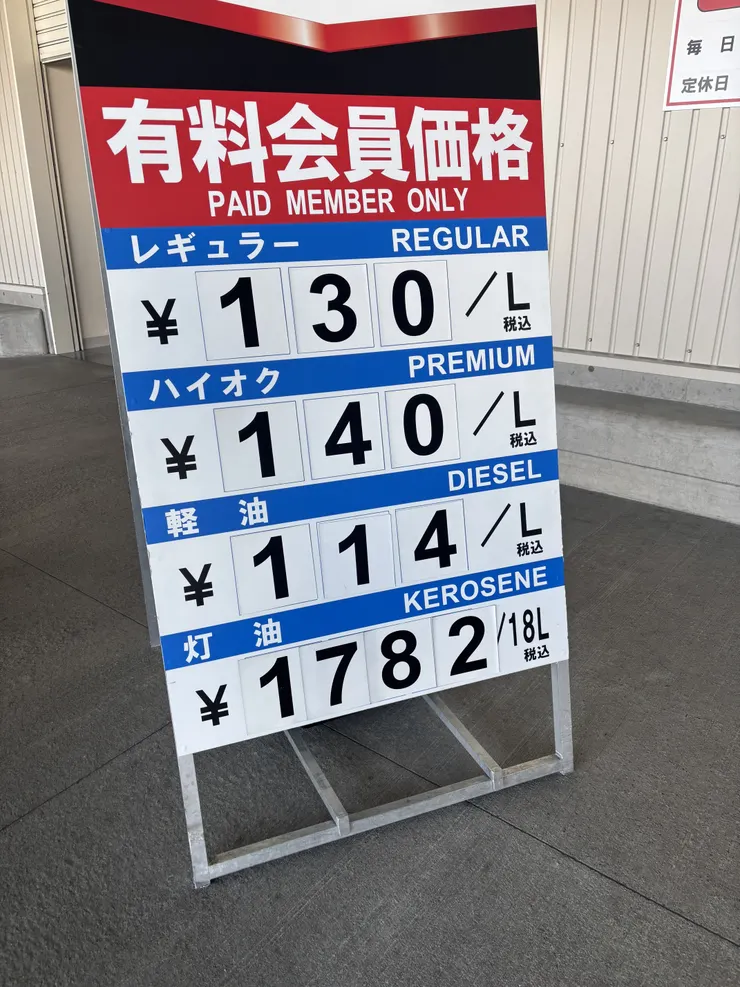 有料会員価格
PAID MEMBER ONLY
レギュラー REGULAR
¥130/L
税込
ハイオク PREMIUM
¥140/L
税込
軽油 DIESEL
¥114/L
税込
灯油 KEROSENE
¥1782/18L
税込
毎日
定休日